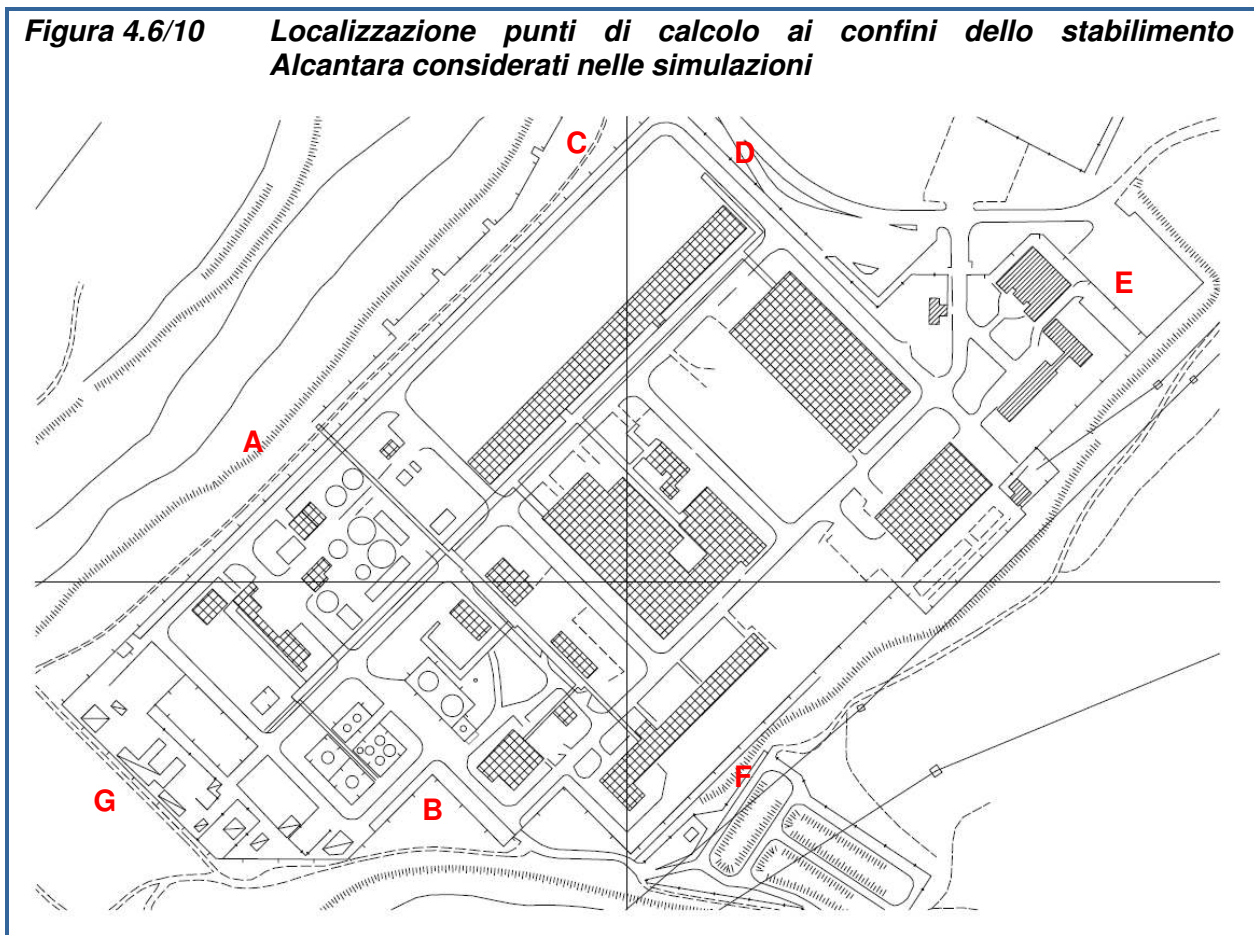 Figura 4.6/10 Localizzazione punti di calcolo ai confini dello stabilimento
Alcantara considerati nelle simulazioni
C
D
E
A
F
G
B